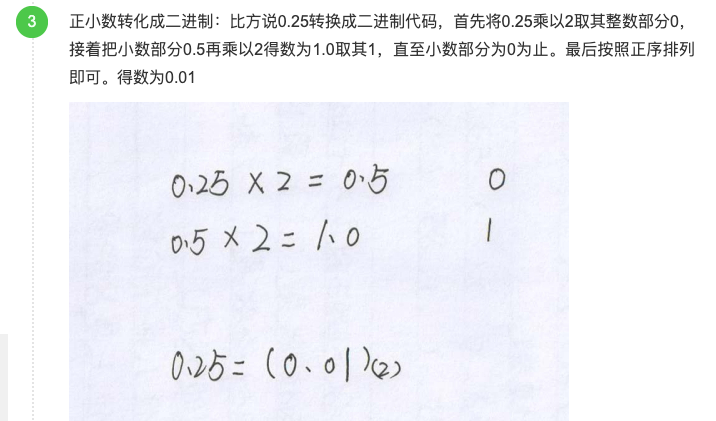 3
正小数转化成二进制：比方说0.25转换成二进制代码，首先将0.25乘以2取其整数部分0，
接着把小数部分0.5再乘以2得数为1.0取其1，直至小数部分为0为止。最后按照正序排列
即可。得数为0.01
0.25 × 2 = 0.5 0
0.5 × 2 = 1.0 1
0.25 = (0.01)(2)